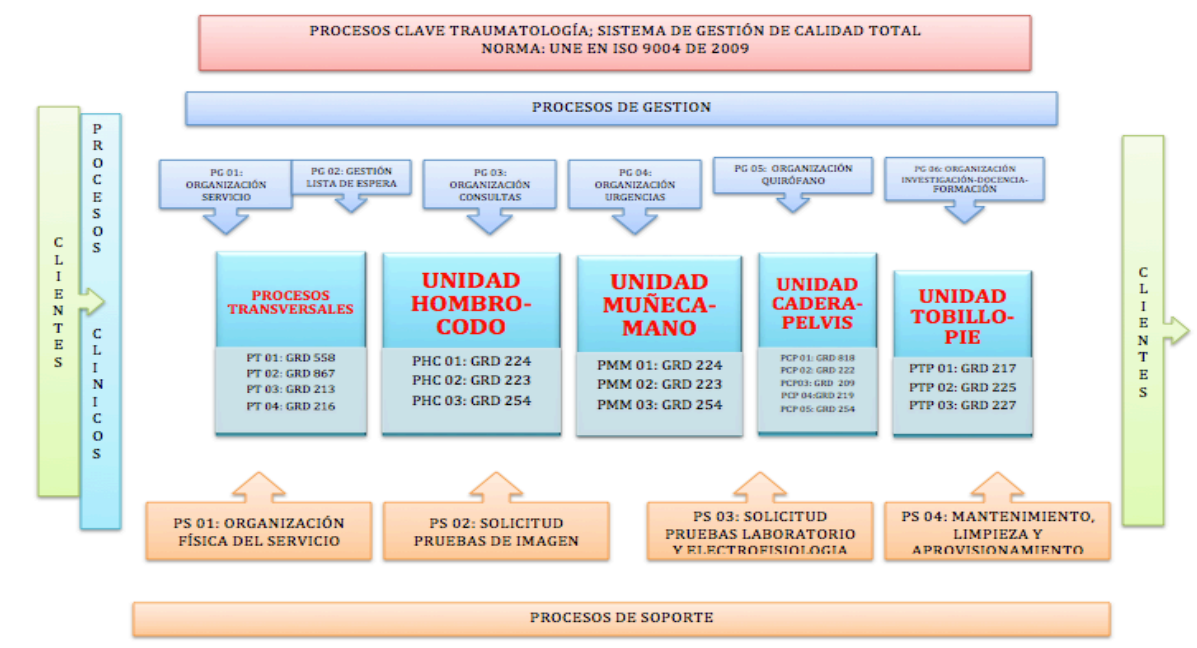 PROCESOS CLAVE TRAUMATOLOGÍA; SISTEMA DE GESTIÓN DE CALIDAD TOTAL
NORMA: UNE EN ISO 9004 DE 2009
PROCESOS DE GESTION
CLIENTES
PROCESOS CLINICOS
PG 01:
ORGANIZACIÓN
SERVICIO
PG 02: GESTIÓN
LISTA DE ESPERA
PG 03:
ORGANIZACIÓN
CONSULTAS
PG 04:
ORGANIZACIÓN
URGENCIAS
PG 05: ORGANIZACIÓN
QUIRÓFANO
PG 06: ORGANIZACIÓN
INVESTIGACIÓN-DOCENCIA-
FORMACIÓN
PROCESOS
TRANSVERSALES
PT 01: GRD 558
PT 02: GRD 867
PT 03: GRD 213
PT 04: GRD 216
UNIDAD
HOMBRO-
CODO
PHC 01: GRD 224
PHC 02: GRD 223
PHC 03: GRD 254
UNIDAD
MUÑECA-
MANO
PMM 01: GRD 224
PMM 02: GRD 223
PMM 03: GRD 254
UNIDAD
CADERA-
PELVIS
PCP 01: GRD 818
PCP 02: GRD 222
PCP03: GRD 209
PCP 04:GRD 219
PCP 05: GRD 254
UNIDAD
TOBILLO-
PIE
PTP 01: GRD 217
PTP 02: GRD 225
PTP 03: GRD 227
CLIENTES
PS 01: ORGANIZACIÓN
FÍSICA DEL SERVICIO
PS 02: SOLICITUD
PRUEBAS DE IMAGEN
PS 03: SOLICITUD
PRUEBAS LABORATORIO
Y ELECTROFISIOLOGIA
PS 04: MANTENIMIENTO,
LIMPIEZA Y
APROVISIONAMIENTO
PROCESOS DE SOPORTE